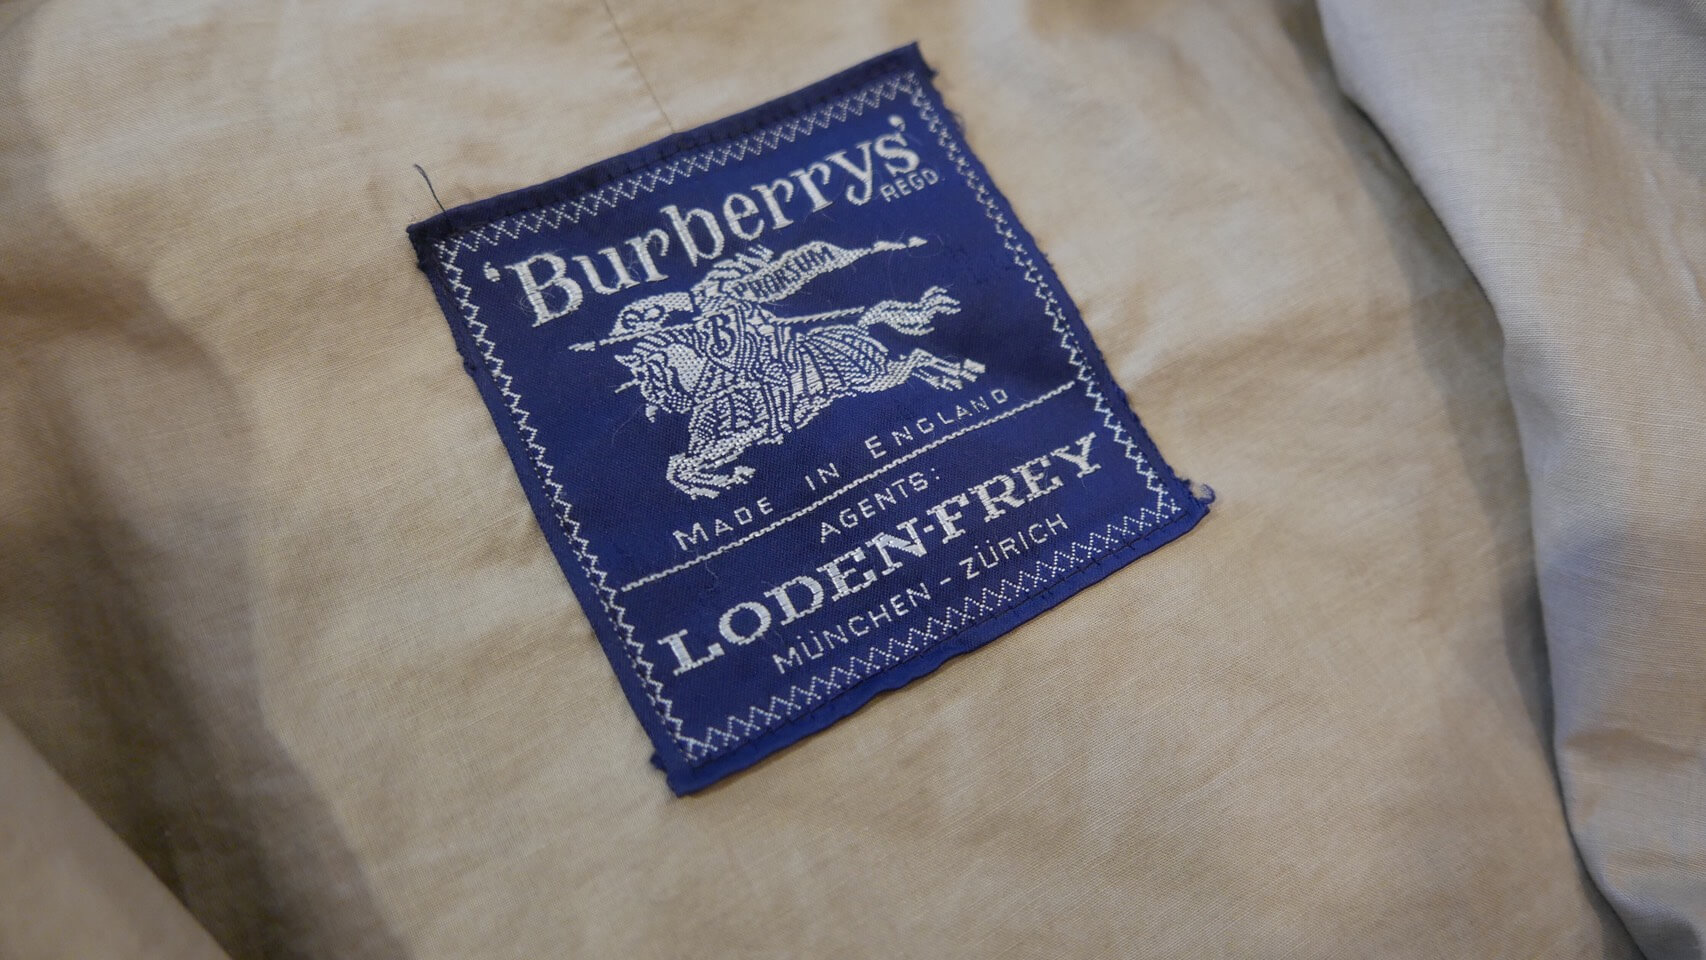 'Burberrys'
REGD
PRORSUM
B
MADE IN ENGLAND
AGENTS:
LODEN-FREY
MÜNCHEN - ZÜRICH